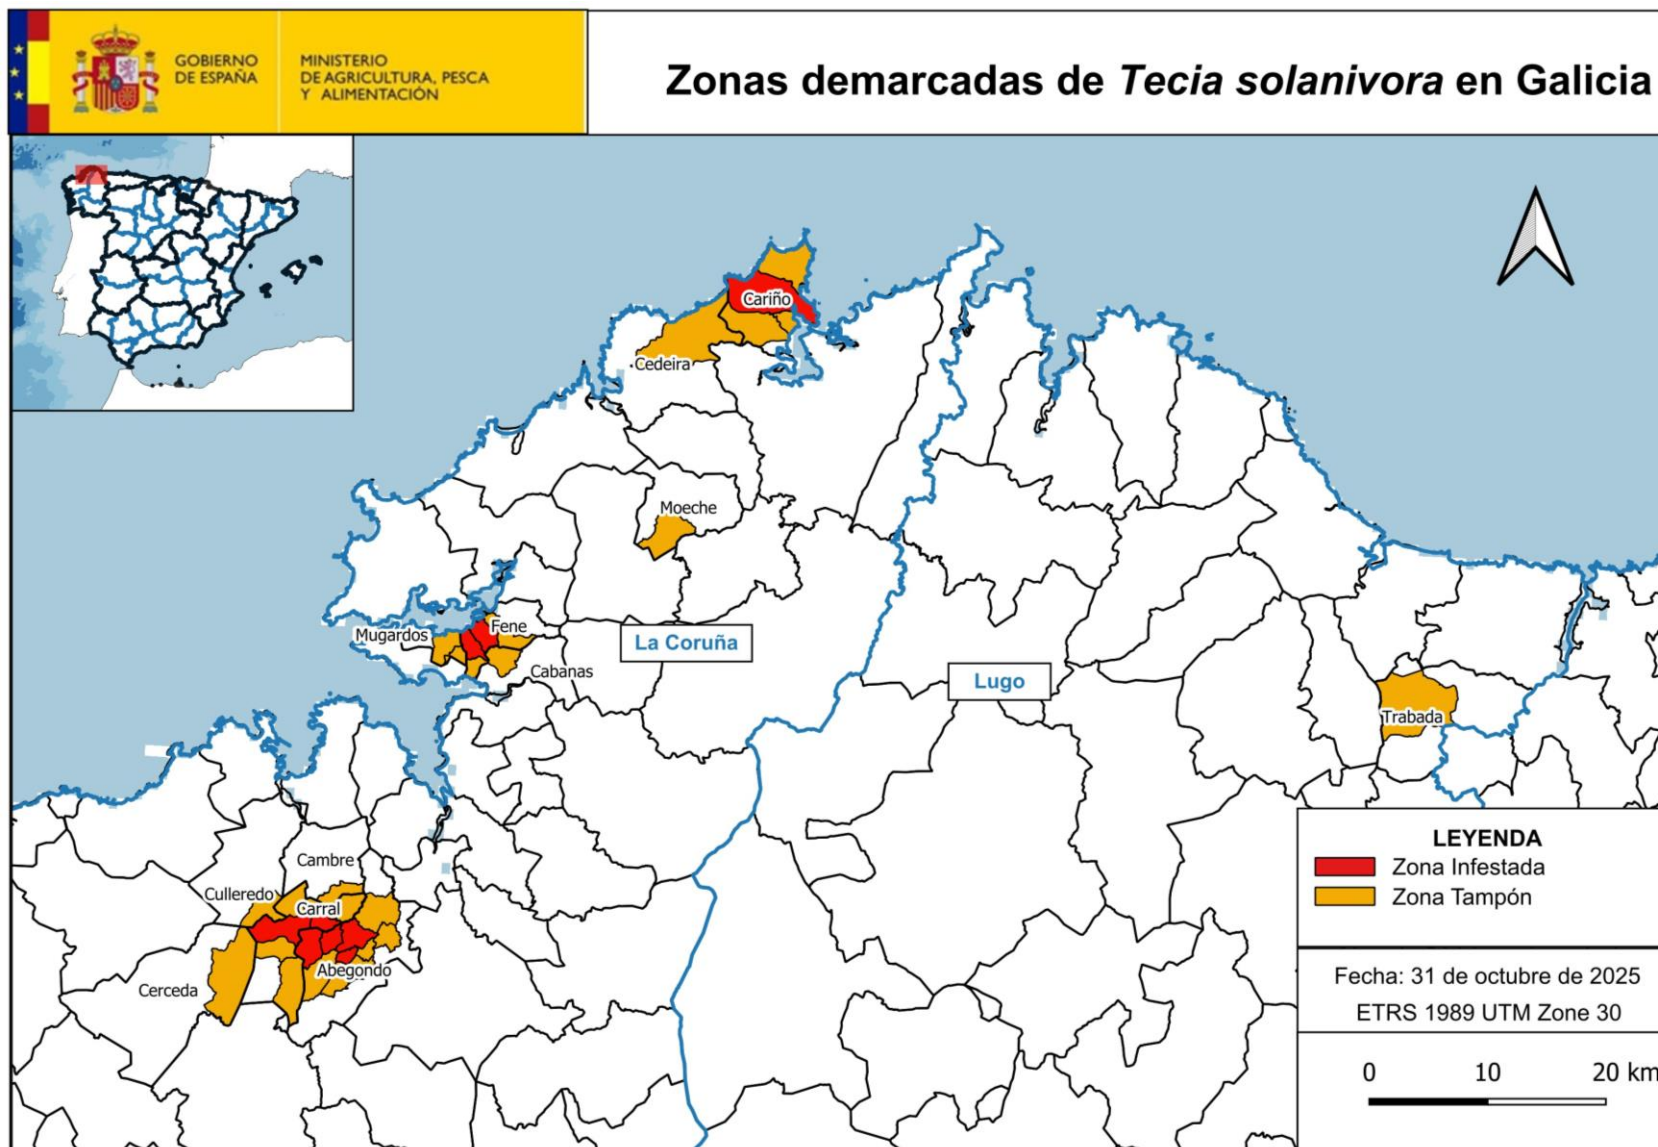 GOBIERNO
DE ESPAÑA
MINISTERIO
DE AGRICULTURA, PESCA
Y ALIMENTACIÓN
Zonas demarcadas de Tecia solanivora en Galicia
Cariño
Cedeira
Moeche
Mugardos
Fene
Cabanas
La Coruña
Lugo
Trabada
Cambre
Culleredo
Carral
Abegondo
Cerceda
LEYENDA
Zona Infestada
Zona Tampón
Fecha: 31 de octubre de 2025
ETRS 1989 UTM Zone 30
0 10 20 km